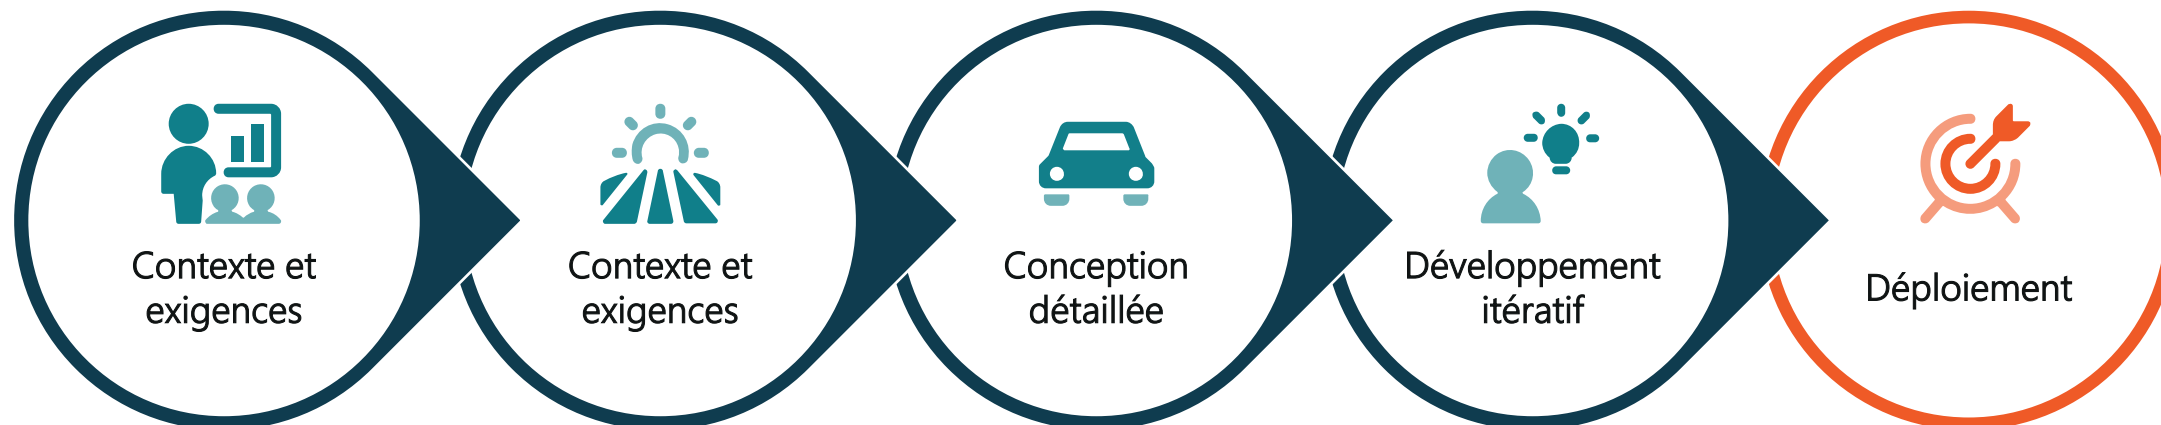 Contexte et
exigences
Contexte et
exigences
Conception
détaillée
Développement
itératif
Déploiement